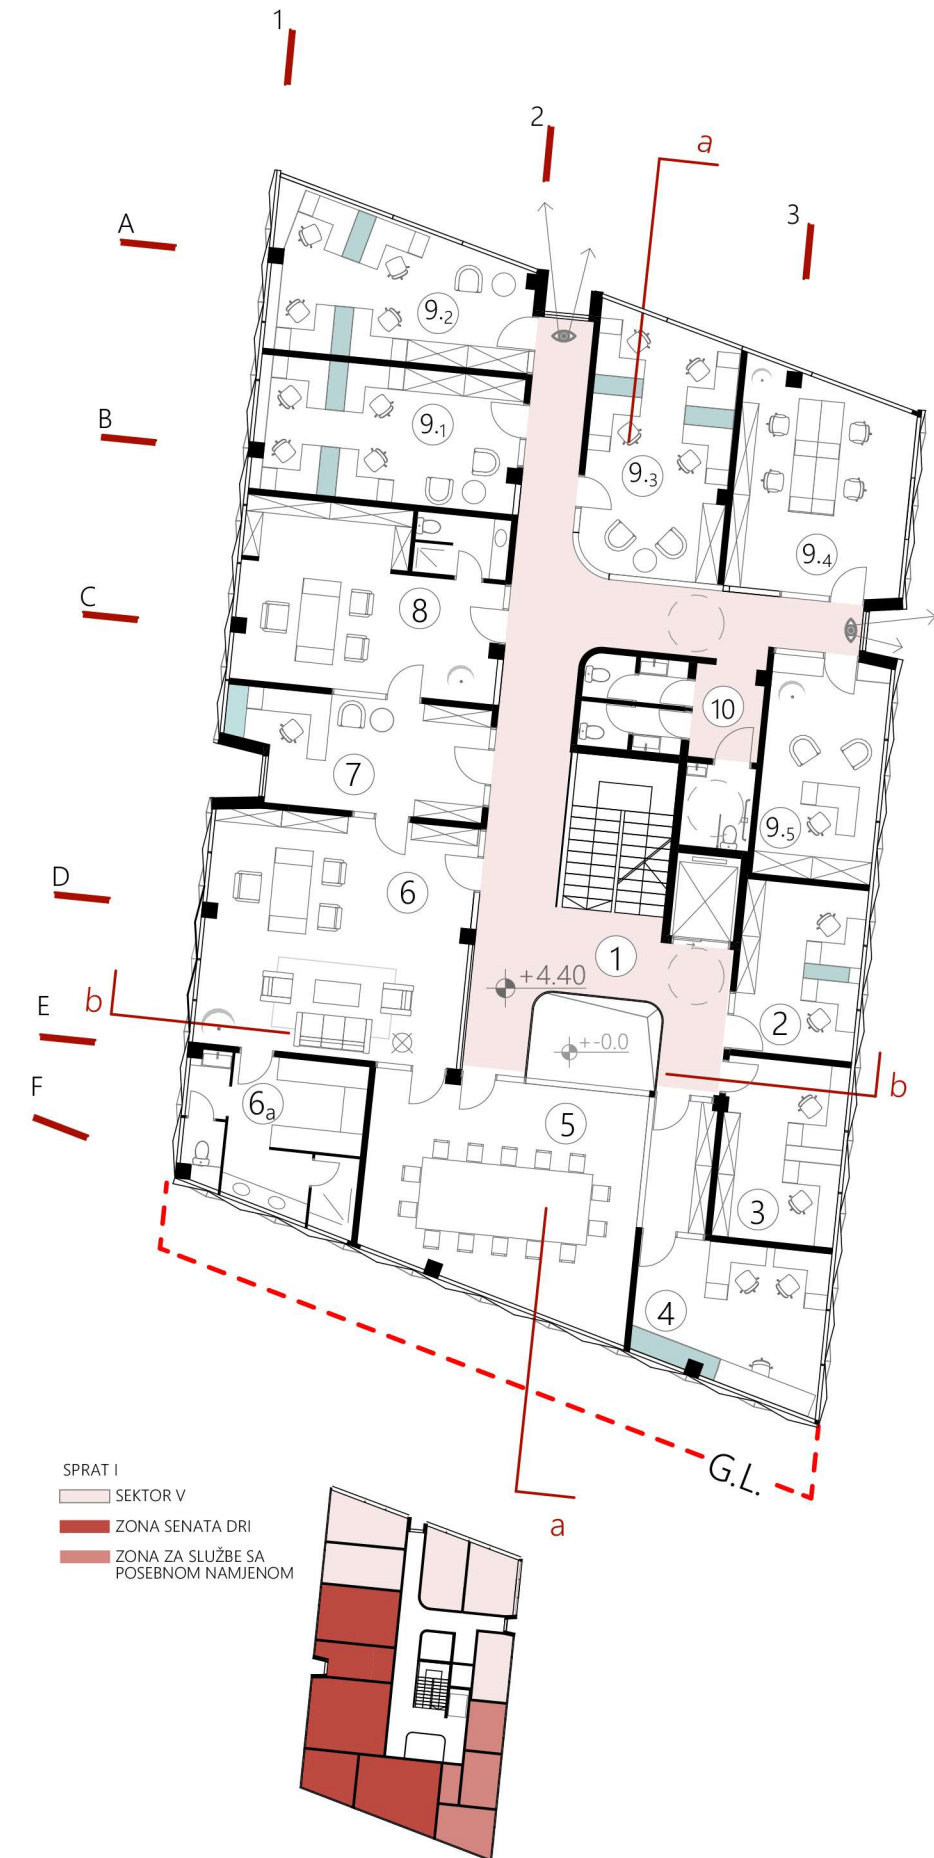 1
2
a
3
A
9.2
B
9.1
9.3
9.4
C
8
10
7
9.5
D
6
1
+4.40
b
E
2
+-0.0
F
b
6a
5
3
4
G.L.
a
SPRAT I
SEKTOR V
ZONA SENATA DRI
ZONA ZA SLUŽBE SA
POSEBNOM NAMJENOM